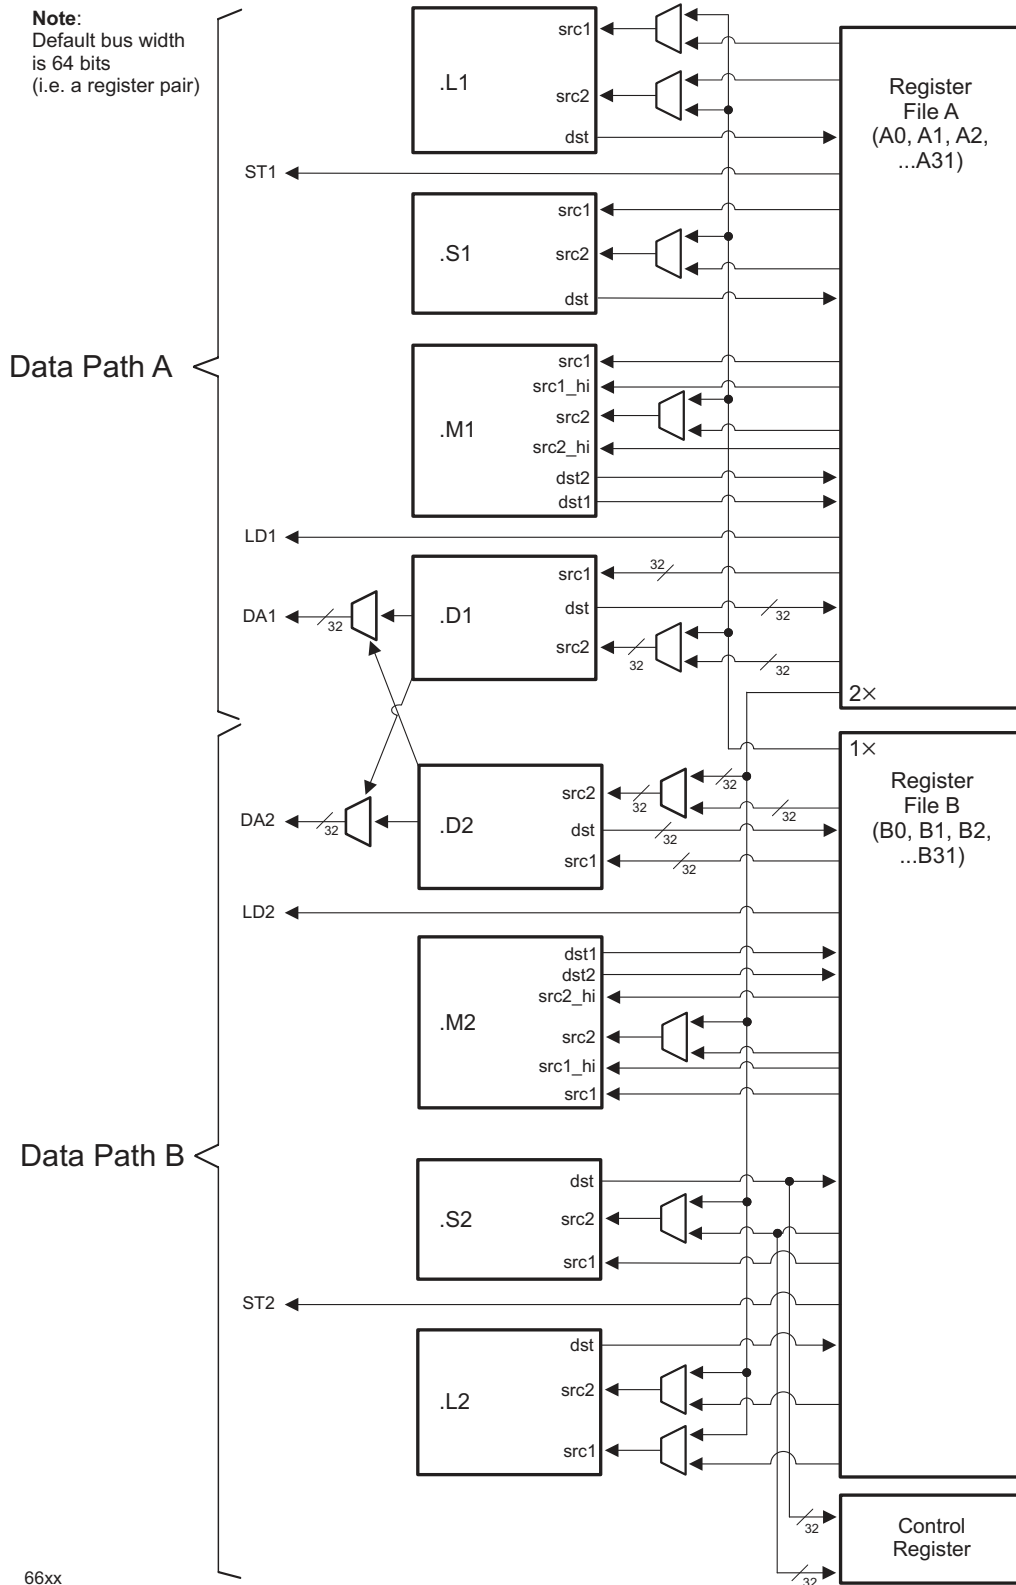 Note:
Default bus width
is 64 bits
(i.e. a register pair)
src1
.L1
src2
dst
Register
File A
(A0, A1, A2,
...A31)
ST1
src1
.S1
src2
dst
Data Path A
src1
src1_hi
.M1
src2
src2_hi
dst2
dst1
LD1
src1
32
DA1
32
.D1
dst
32
src2
32
32
2×
1×
Register
File B
(B0, B1, B2,
...B31)
DA2
32
.D2
src2
32
32
32
dst
32
src1
32
LD2
dst1
dst2
src2_hi
.M2
src2
src1_hi
src1
Data Path B
dst
.S2
src2
src1
ST2
dst
.L2
src2
src1
32
Control
Register
32
66xx